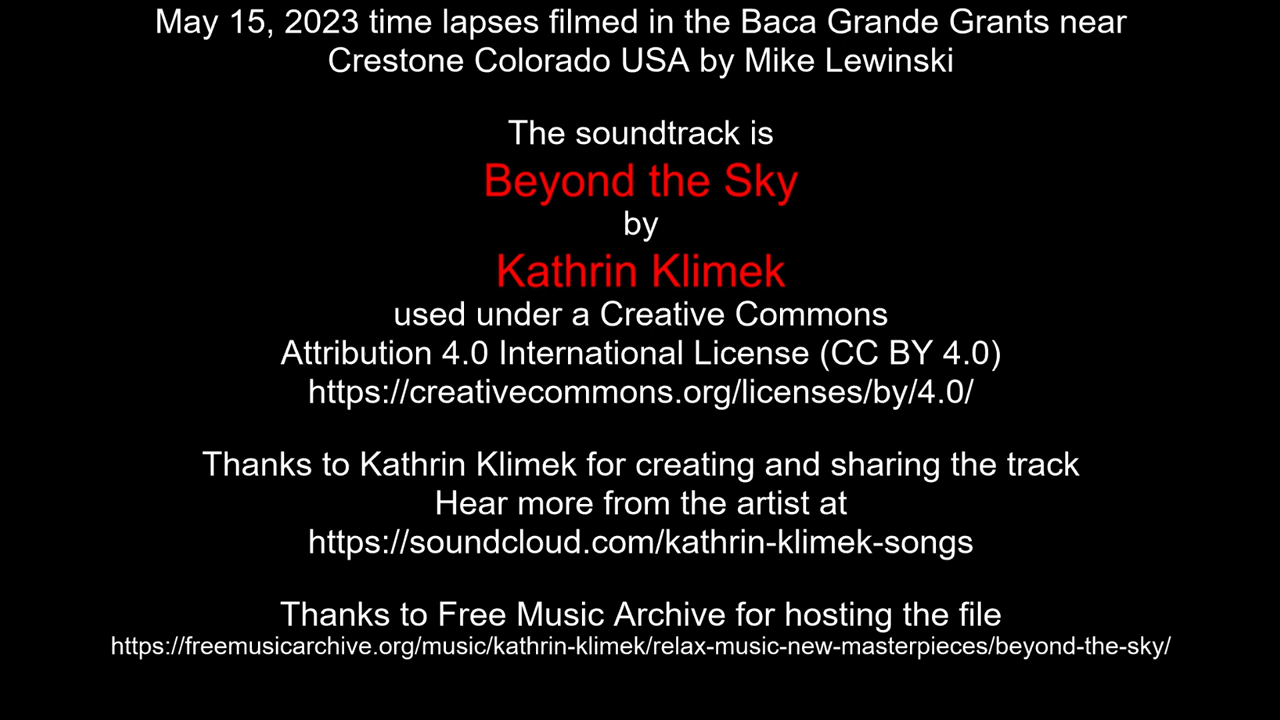 May 15, 2023 time lapses filmed in the Baca Grande Grants near
Crestone Colorado USA by Mike Lewinski
The soundtrack is
Beyond the Sky
by
Kathrin Klimek
used under a Creative Commons
Attribution 4.0 International License (CC BY 4.0)
https://creativecommons.org/licenses/by/4.0/
Thanks to Kathrin Klimek for creating and sharing the track
Hear more from the artist at
https://soundcloud.com/kathrin-klimek-songs
Thanks to Free Music Archive for hosting the file
https://freemusicarchive.org/music/kathrin-klimek/relax-music-new-masterpieces/beyond-the-sky/